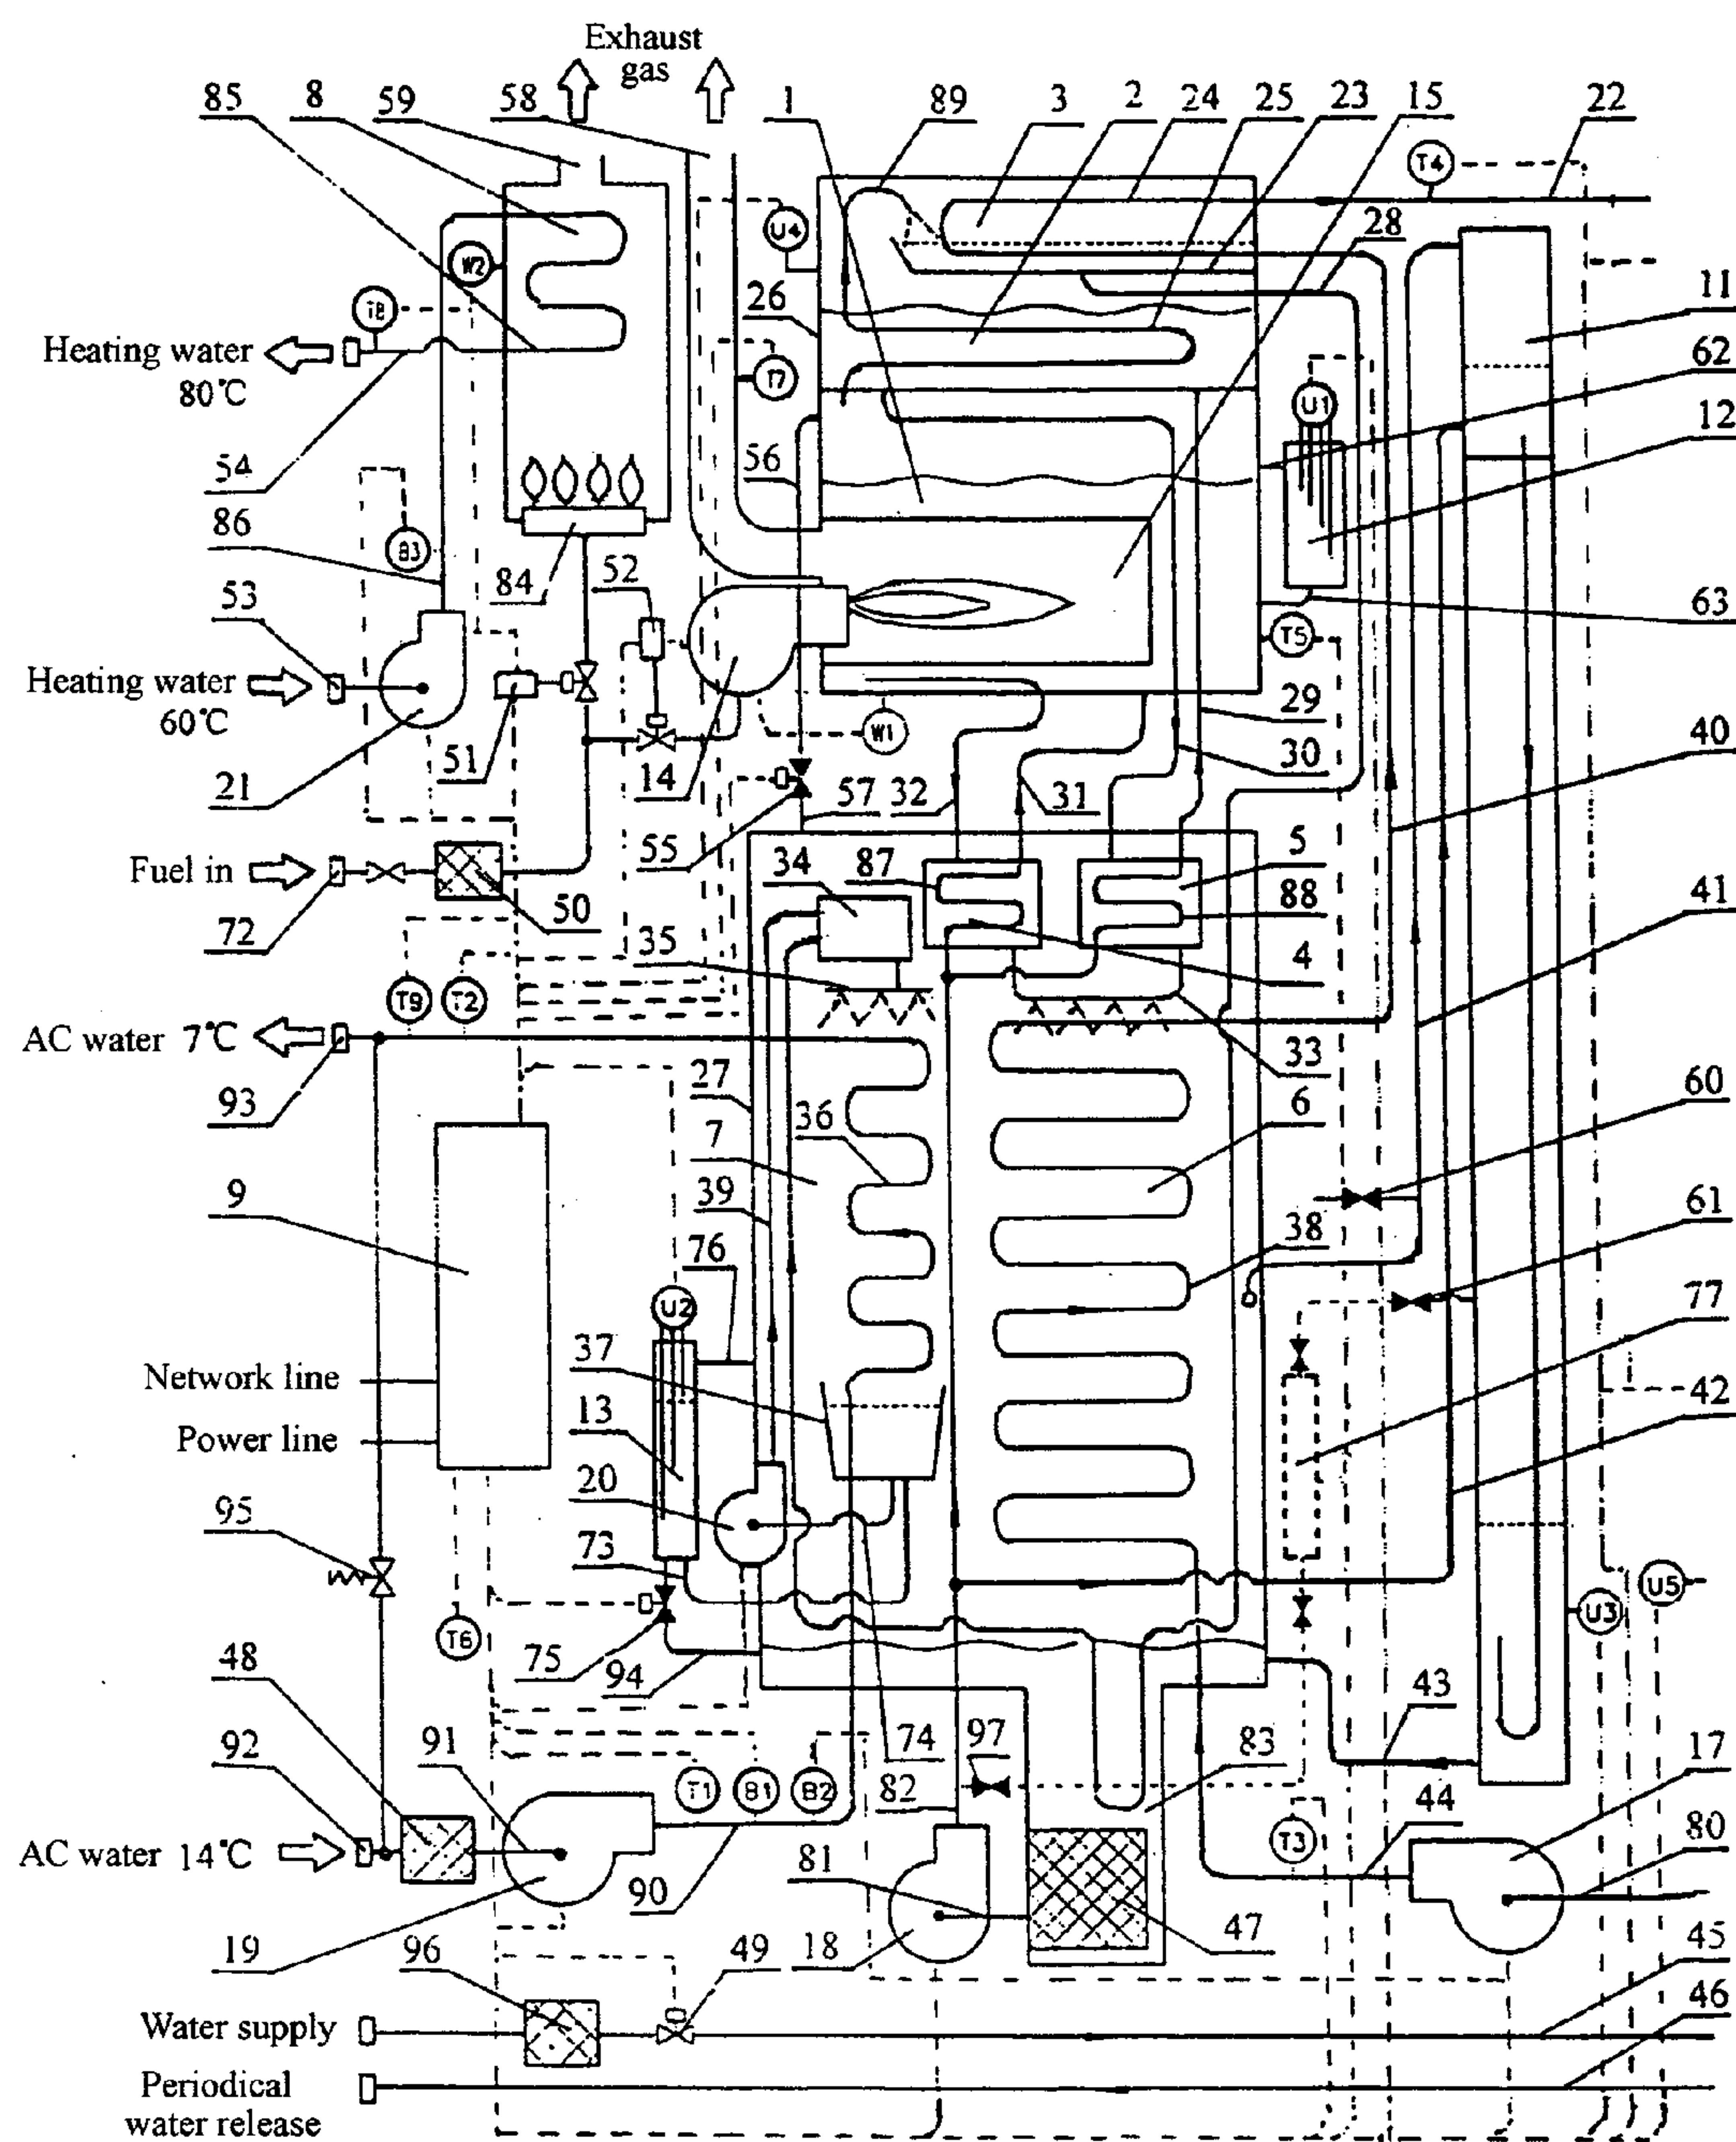 Exhaust
gas
85 8 59 58 1 89 3 2 24 25 23 15 22
T4
U4
28
W2
11
26
T8
62
Heating water
80℃
T7
12
U1
54
56
86
B3
84
52
53
63
T5
Heating water
60℃
29
W1
40
21
51
14
30
57
32
31
55
5
34
87
Fuel in
88
41
72
50
35
4
T9
T2
AC water 7℃
33
93
27
60
7
36
6
9
39
61
76
38
U2
77
37
Network line
42
13
Power line
20
95
73
U5
U3
T6
48
75
94
43
92
91
74
97
83
17
T1
B1
B2
82
44
T3
80
AC water 14℃
81
90
19
96
49
18
47
45
46
Water supply
Periodical
water release